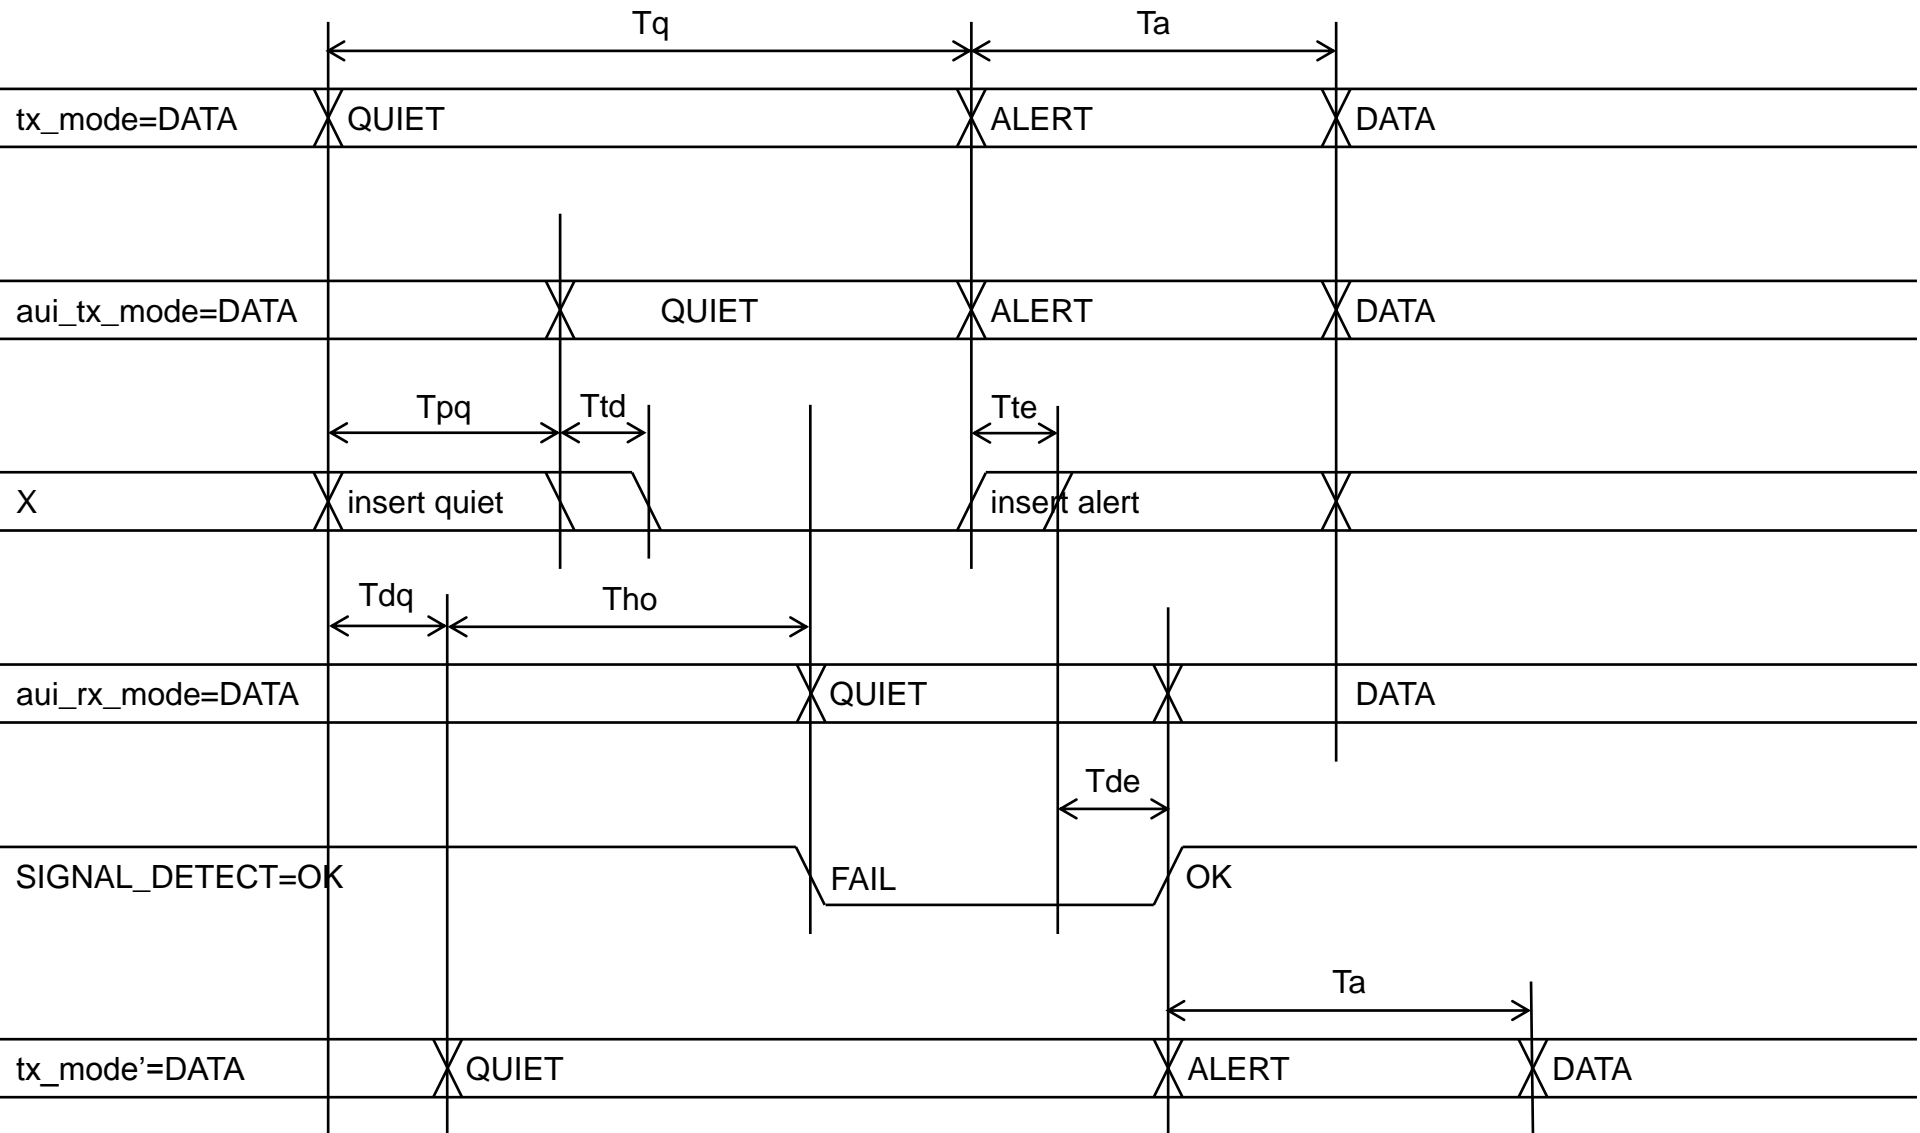 Tq Ta
tx_mode=DATA QUIET ALERT DATA
aui_tx_mode=DATA QUIET ALERT DATA
Tpq Ttd Tte
X insert quiet insert alert
Tdq Tho
aui_rx_mode=DATA QUIET DATA
Tde
SIGNAL_DETECT=OK FAIL OK
Ta
tx_mode’=DATA QUIET ALERT DATA